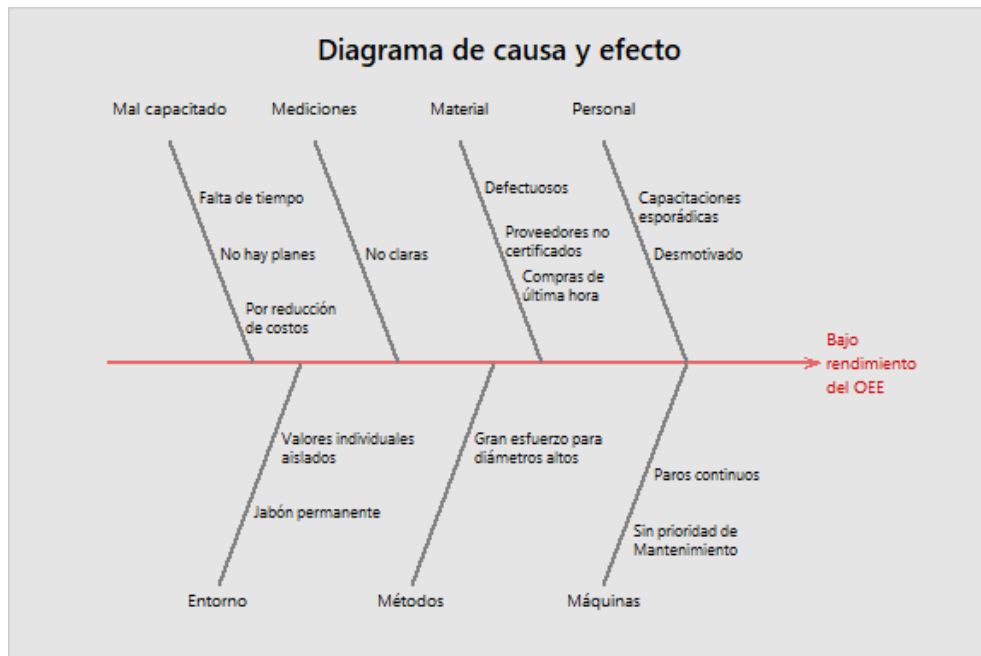 Diagrama de causa y efecto
Mal capacitado
Mediciones
Material
Personal
Falta de tiempo
No hay planes
Por reducción
de costos
No claras
Defectuosos
Proveedores no
certificados
Compras de
última hora
Capacitaciones
esporádicas
Desmotivado
Bajo
rendimiento
del OEE
Valores individuales
aislados
Jabón permanente
Gran esfuerzo para
diámetros altos
Paros continuos
Sin prioridad de
Mantenimiento
Entorno
Métodos
Máquinas